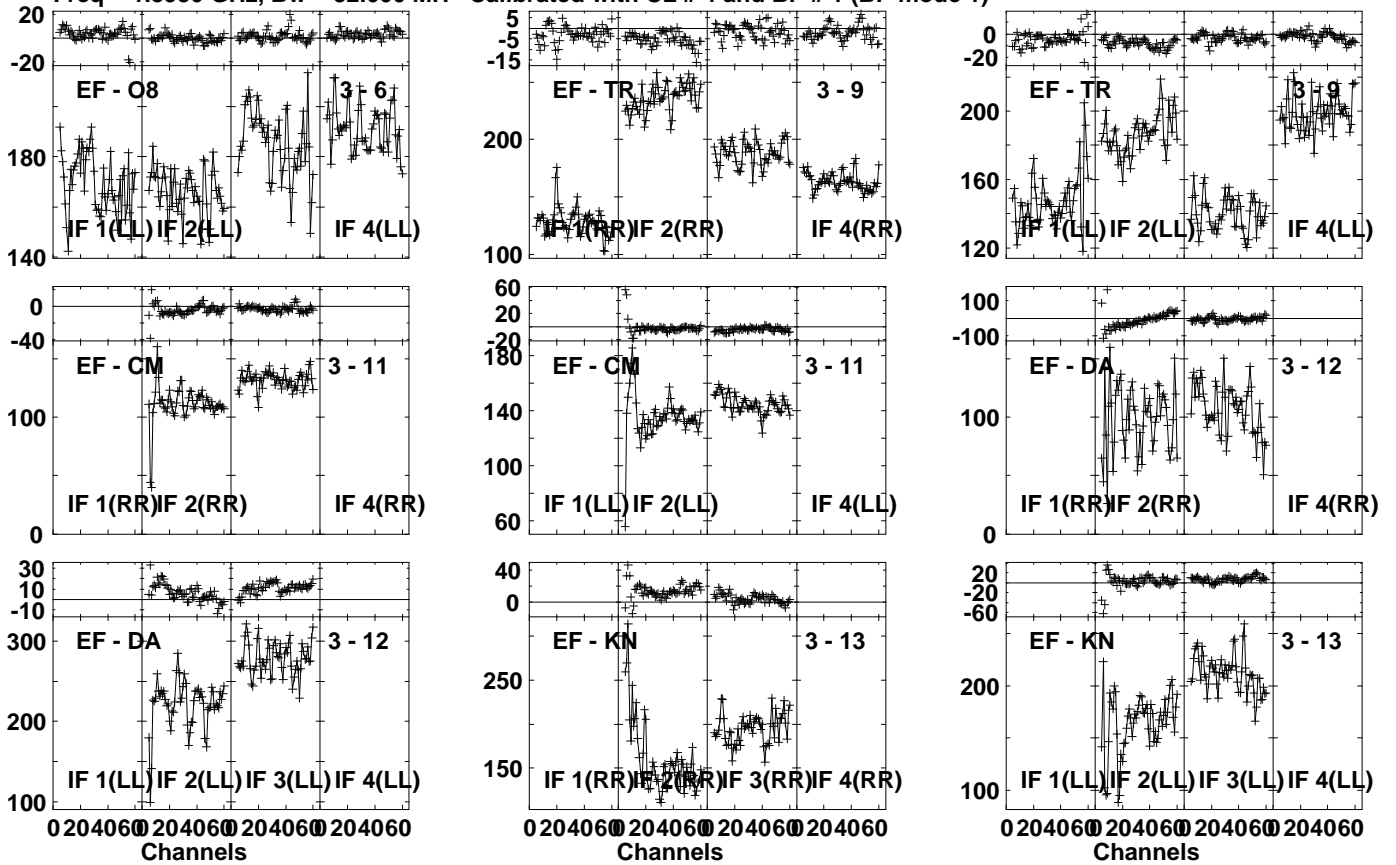 20
0
-20
EF - O8
3 - 6
180
140
IF 1(LL) IF 2(LL) IF 4(LL)
5
-5
-15
EF - TR
3 - 9
200
100
IF 1(RR) IF 2(RR) IF 4(RR)
0
-20
EF - TR
3 - 9
200
160
120
IF 1(LL) IF 2(LL) IF 4(LL)
0
-40
EF - CM
3 - 11
100
0
IF 1(RR) IF 2(RR) IF 4(RR)
60
20
-20
EF - CM
3 - 11
180
140
100
60
IF 1(LL) IF 2(LL) IF 4(LL)
100
-100
EF - DA
3 - 12
100
0
IF 1(RR) IF 2(RR) IF 4(RR)
30
10
-10
EF - DA
3 - 12
300
200
100
IF 1(LL) IF 2(LL) IF 3(LL) IF 4(LL)
0 204060 0 204060 0 204060 0 204060
Channels
40
0
EF - KN
3 - 13
250
150
IF 1(RR) IF 2(RR) IF 3(RR) IF 4(RR)
0 204060 0 204060 0 204060 0 204060
Channels
20
-20
-60
EF - KN
3 - 13
200
100
IF 1(LL) IF 2(LL) IF 3(LL) IF 4(LL)
0 204060 0 204060 0 204060 0 204060
Channels